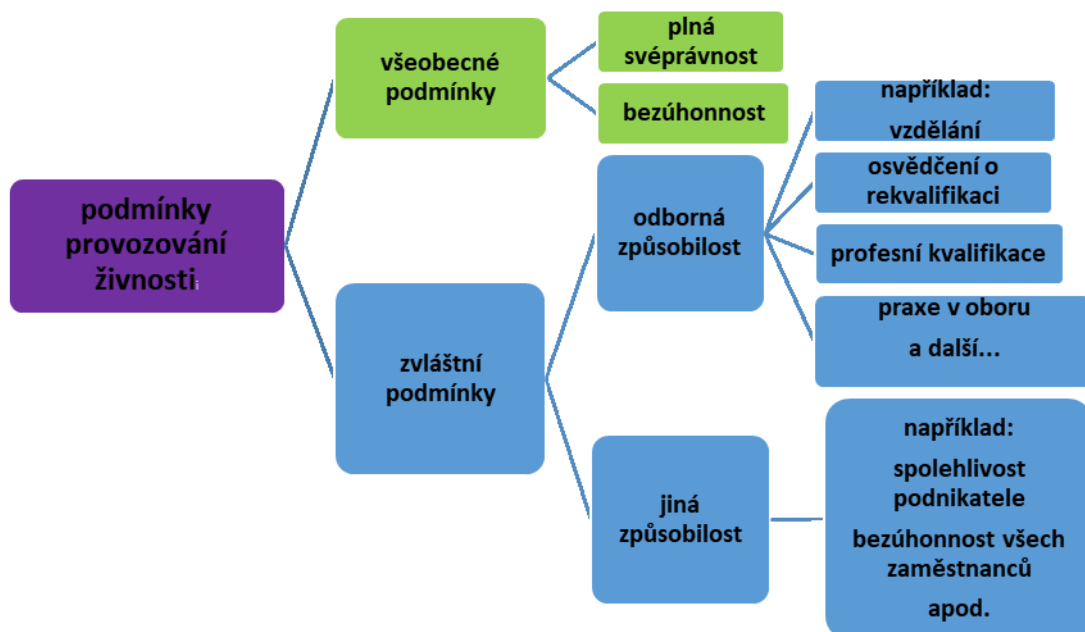 podmínky
provozování
živnosti
všeobecné
podmínky
plná
svéprávnost
bezúhonnost
zvláštní
podmínky
odborná
způsobilost
například:
vzdělání
osvědčení o
rekvalifikaci
profesní kvalifikace
praxe v oboru
a další...
jiná
způsobilost
například:
spolehlivost
podnikatele
bezúhonnost všech
zaměstnanců
apod.